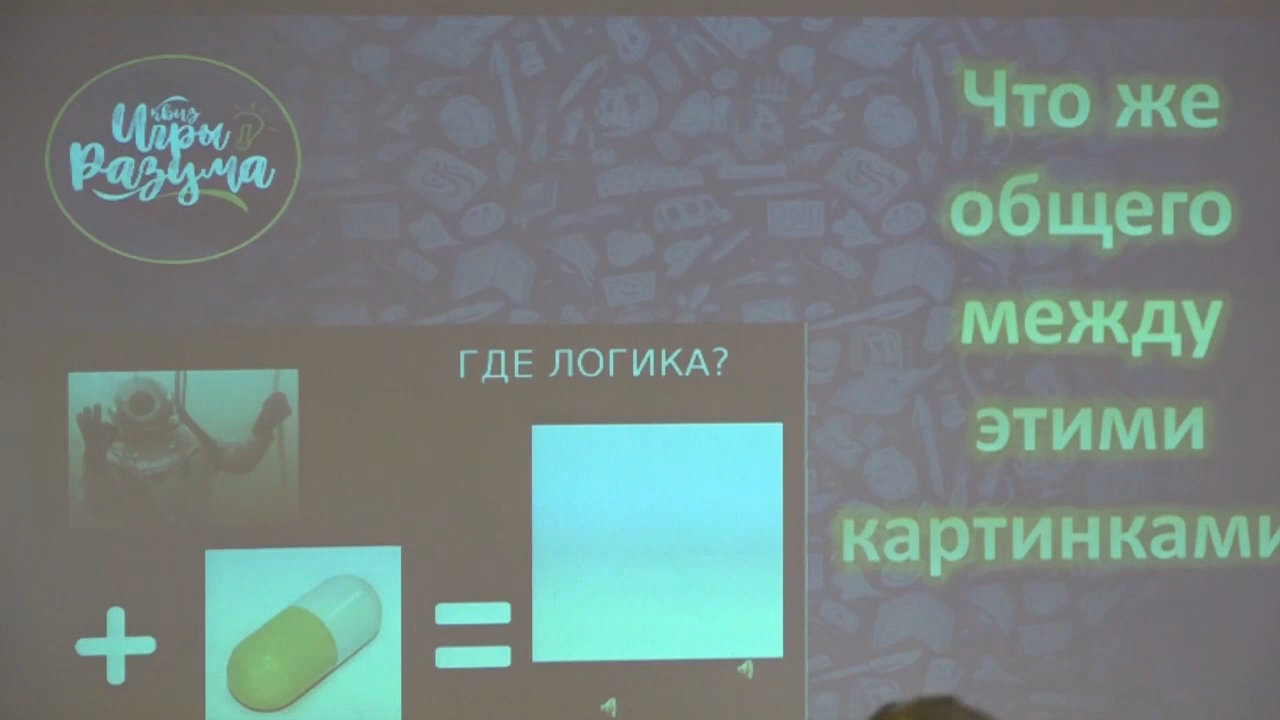 квиз
Игры
Разума
Что же
общего
между
этими
картинками
ГДЕ ЛОГИКА?